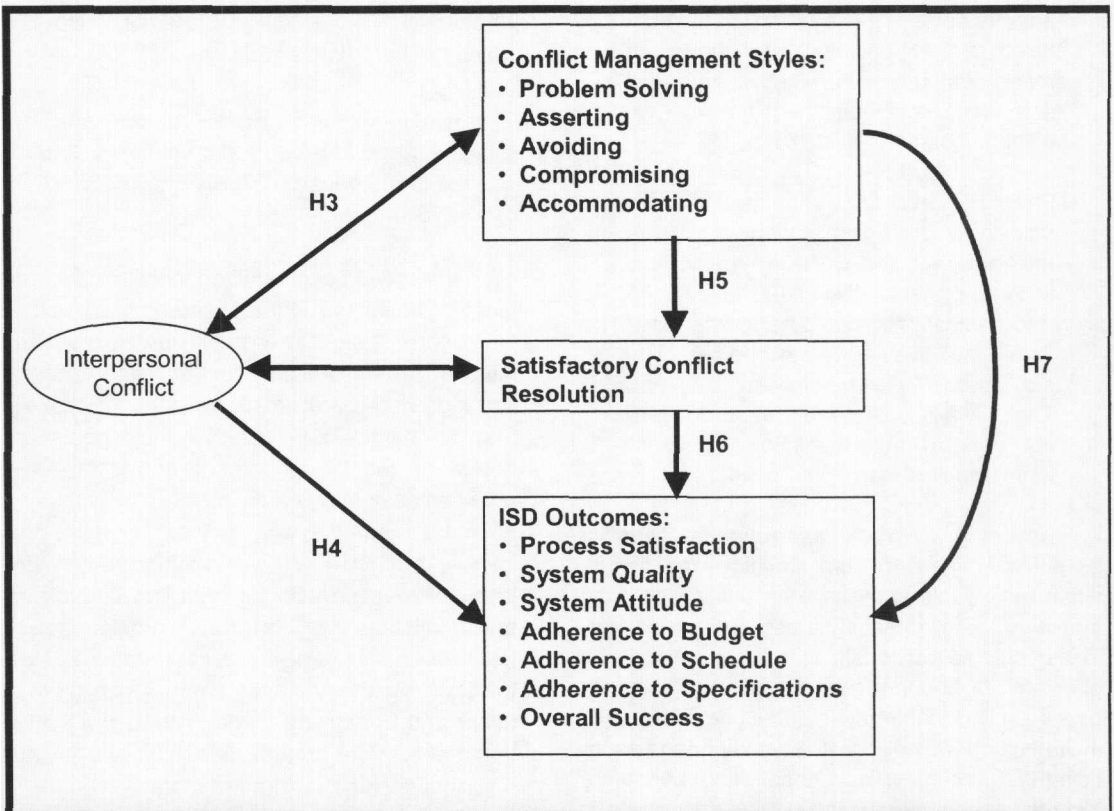 Conflict Management Styles:
• Problem Solving
• Asserting
• Avoiding
• Compromising
• Accommodating
H3
H5
Interpersonal
Conflict
Satisfactory Conflict
Resolution
H7
H6
H4
ISD Outcomes:
• Process Satisfaction
• System Quality
• System Attitude
• Adherence to Budget
• Adherence to Schedule
• Adherence to Specifications
• Overall Success